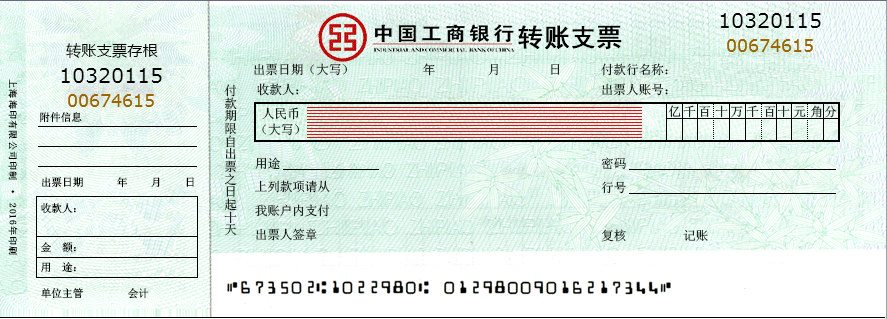 上海海印有限公司印制 · 2016年印刷
转账支票存根
10320115
00674615
附件信息
出票日期 年 月 日
收款人：
金 额：
用 途：
单位主管 会计
付款期限自出票之日起十天
中国工商银行 转账支票
INDUSTRIAL AND COMMERCIAL BANK OF CHINA
10320115
00674615
出票日期（大写） 年 月 日 付款行名称：
收款人： 出票人账号：
人民币
（大写）
亿 千 百 十 万 千 百 十 元 角 分
用途 密码
上列款项请从 行号
我账户内支付
出票人签章 复核 记账
⑈673502⑆1022980⑆ 01298009016217344⑈